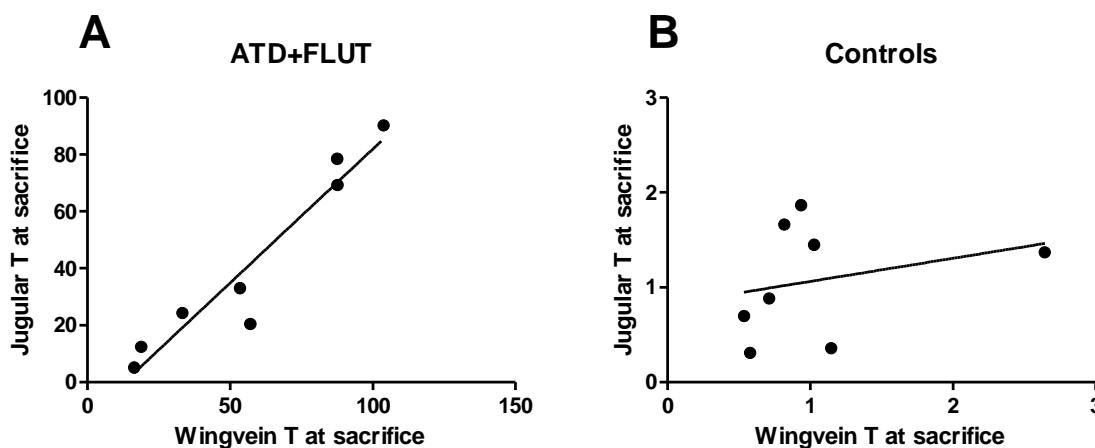 A
ATD+FLUT
Jugular T at sacrifice
100
80
60
40
20
0
0 50 100 150
Wingvein T at sacrifice
B
Controls
Jugular T at sacrifice
3
2
1
0
0 1 2 3
Wingvein T at sacrifice